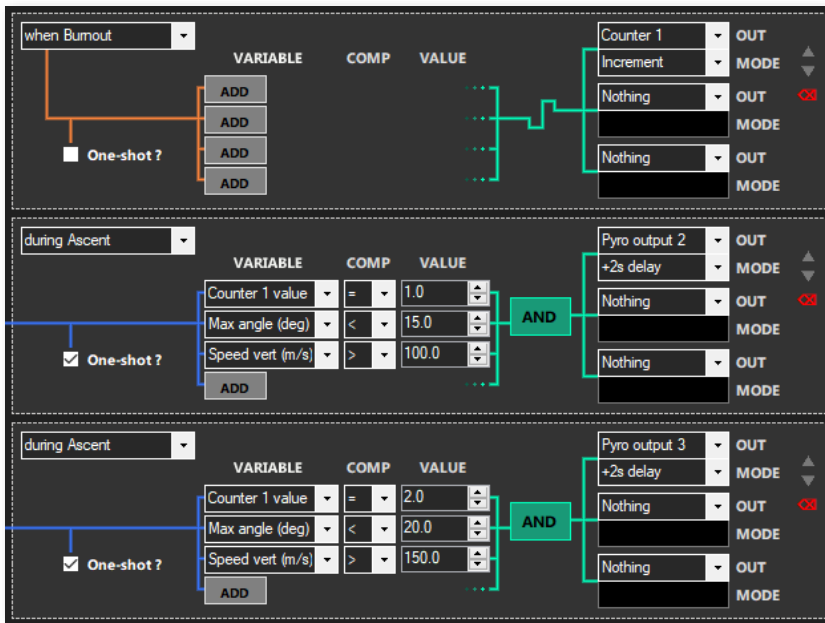 when Burnout
Counter 1 OUT
VARIABLE COMP VALUE
Increment MODE
ADD
Nothing OUT
ADD
MODE
One-shot ?
ADD
Nothing OUT
ADD
MODE
during Ascent
Pyro output 2 OUT
VARIABLE COMP VALUE
+2s delay MODE
Counter 1 value = 1.0
Nothing OUT
Max angle (deg) < 15.0
AND
MODE
One-shot ?
Speed vert (m/s) > 100.0
Nothing OUT
ADD
MODE
during Ascent
Pyro output 3 OUT
VARIABLE COMP VALUE
+2s delay MODE
Counter 1 value = 2.0
Nothing OUT
Max angle (deg) < 20.0
AND
MODE
One-shot ?
Speed vert (m/s) > 150.0
Nothing OUT
ADD
MODE